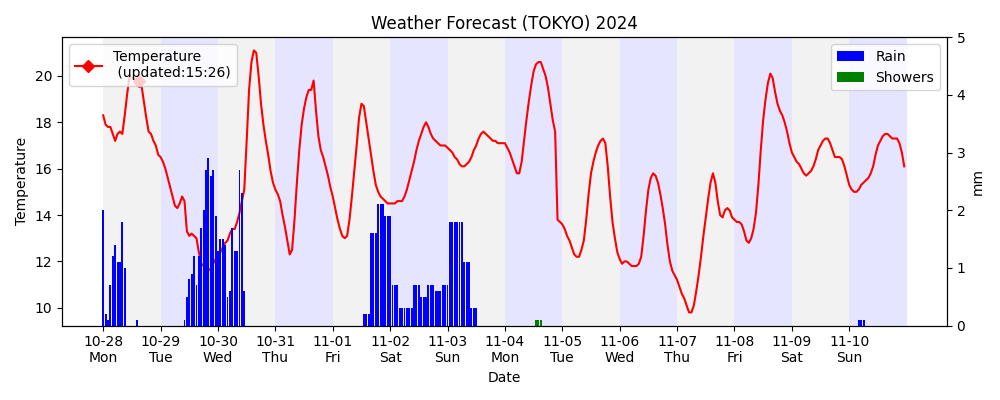 Weather Forecast (TOKYO) 2024
Temperature
(updated:15:26)
Rain
Showers
Temperature
20
18
16
14
12
10
5
4
3
2
1
0
mm
10-28 10-29 10-30 10-31 11-01 11-02 11-03 11-04 11-05 11-06 11-07 11-08 11-09 11-10
Mon Tue Wed Thu Fri Sat Sun Mon Tue Wed Thu Fri Sat Sun
Date